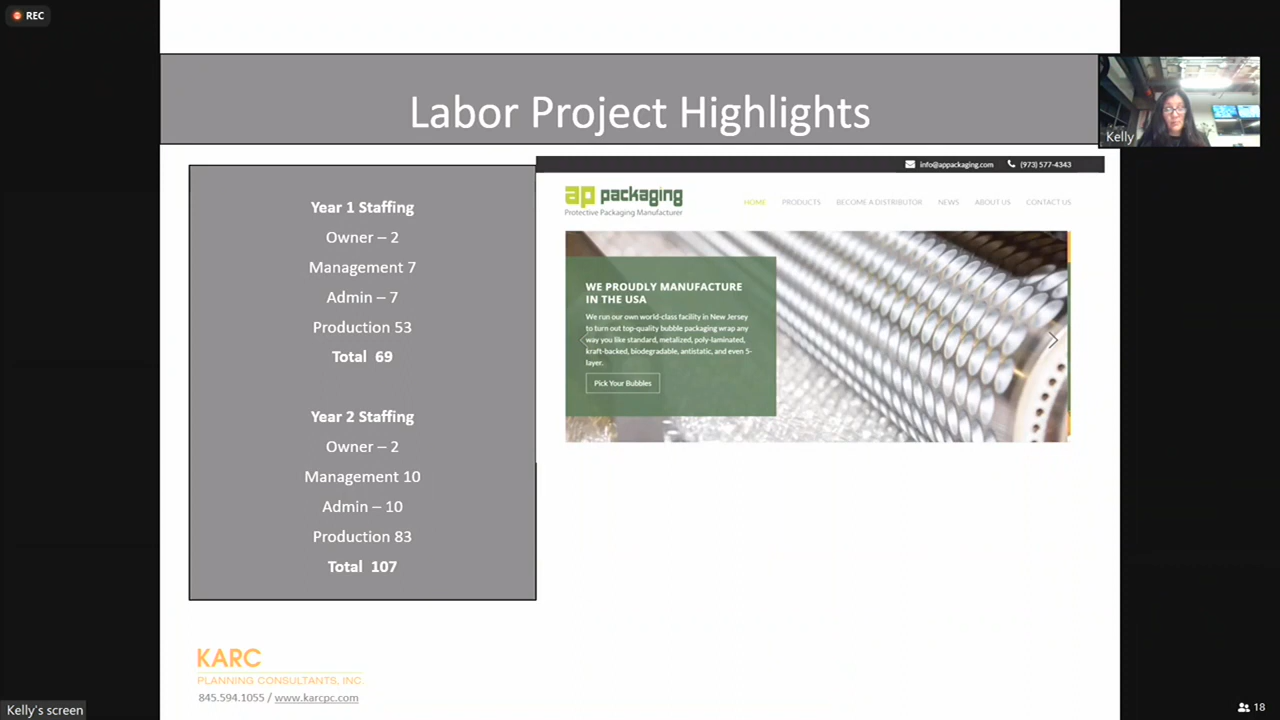 REC
Labor Project Highlights
Kelly
Year 1 Staffing
Owner – 2
Management 7
Admin – 7
Production 53
Total 69
Year 2 Staffing
Owner – 2
Management 10
Admin – 10
Production 83
Total 107
info@appackaging.com (973) 577-4343
ap packaging
Protective Packaging Manufacturer
HOME PRODUCTS BECOME A DISTRIBUTOR NEWS ABOUT US CONTACT US
WE PROUDLY MANUFACTURE
IN THE USA
We run our own world-class facility in New Jersey
to turn out top-quality bubble packaging wrap any
way you like standard, metalized, poly-laminated,
kraft-backed, biodegradable, antistatic, and even 5-
layer.
Pick Your Bubbles
KARC
PLANNING CONSULTANTS, INC.
845.594.1055 / www.karcpc.com
Kelly's screen
18